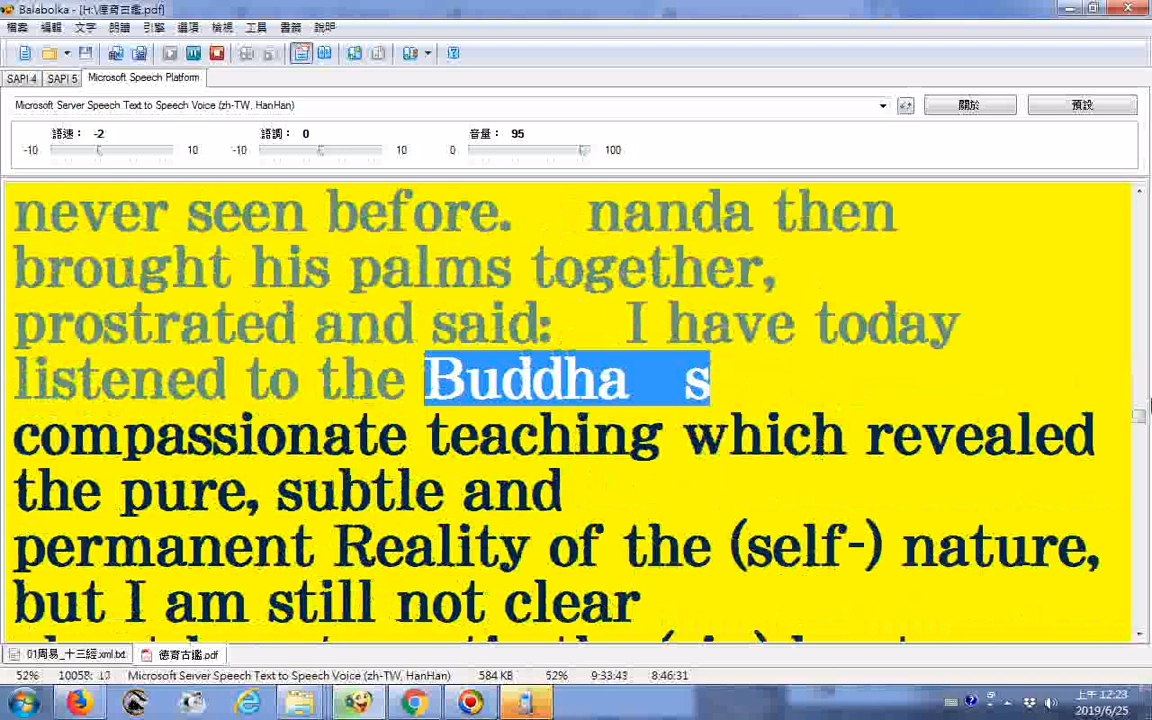 Balabolka - [H:\德育古鑑.pdf]
檔案 編輯 文字 朗讀 引擎 選項 檢視 工具 書籤 說明
SAPI 4 SAPI 5 Microsoft Speech Platform
Microsoft Server Speech Text to Speech Voice (zh-TW, HanHan) 關於 預設
語速： -2 語調： 0 音量： 95
-10 10 -10 10 0 100
never seen before. nanda then
brought his palms together,
prostrated and said: I have today
listened to the Buddha s
compassionate teaching which revealed
the pure, subtle and
permanent Reality of the (self-) nature,
but I am still not clear
01周易_十三經.xml.txt 德育古鑑.pdf
52% 10058: 17 Microsoft Server Speech Text to Speech Voice (zh-TW, HanHan) 584 KB 52% 9:33:43 8:46:31
上午 12:23
2019/6/25